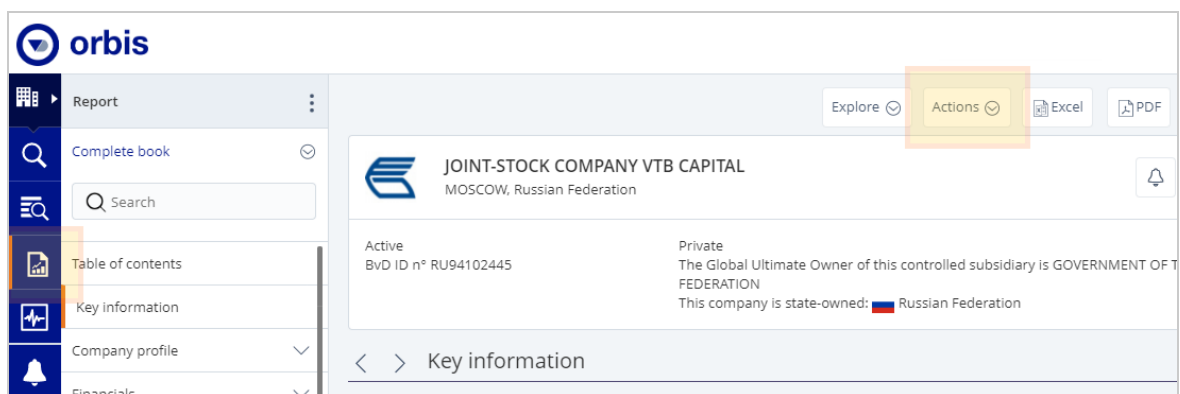 orbis
Report
Explore
Actions
Excel
PDF
Complete book
Search
JOINT-STOCK COMPANY VTB CAPITAL
MOSCOW, Russian Federation
Table of contents
Key information
Company profile
Financials
Active
BvD ID n° RU94102445
Private
The Global Ultimate Owner of this controlled subsidiary is GOVERNMENT OF
FEDERATION
This company is state-owned: Russian Federation
Key information